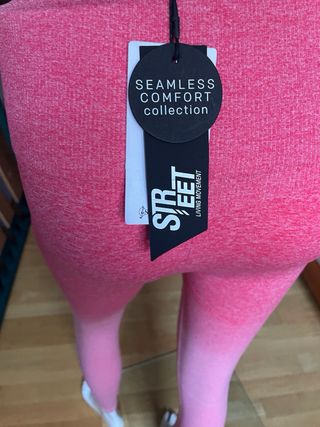 SEAMLESS
COMFORT
collection
STREET
LIVING MOVEMENT